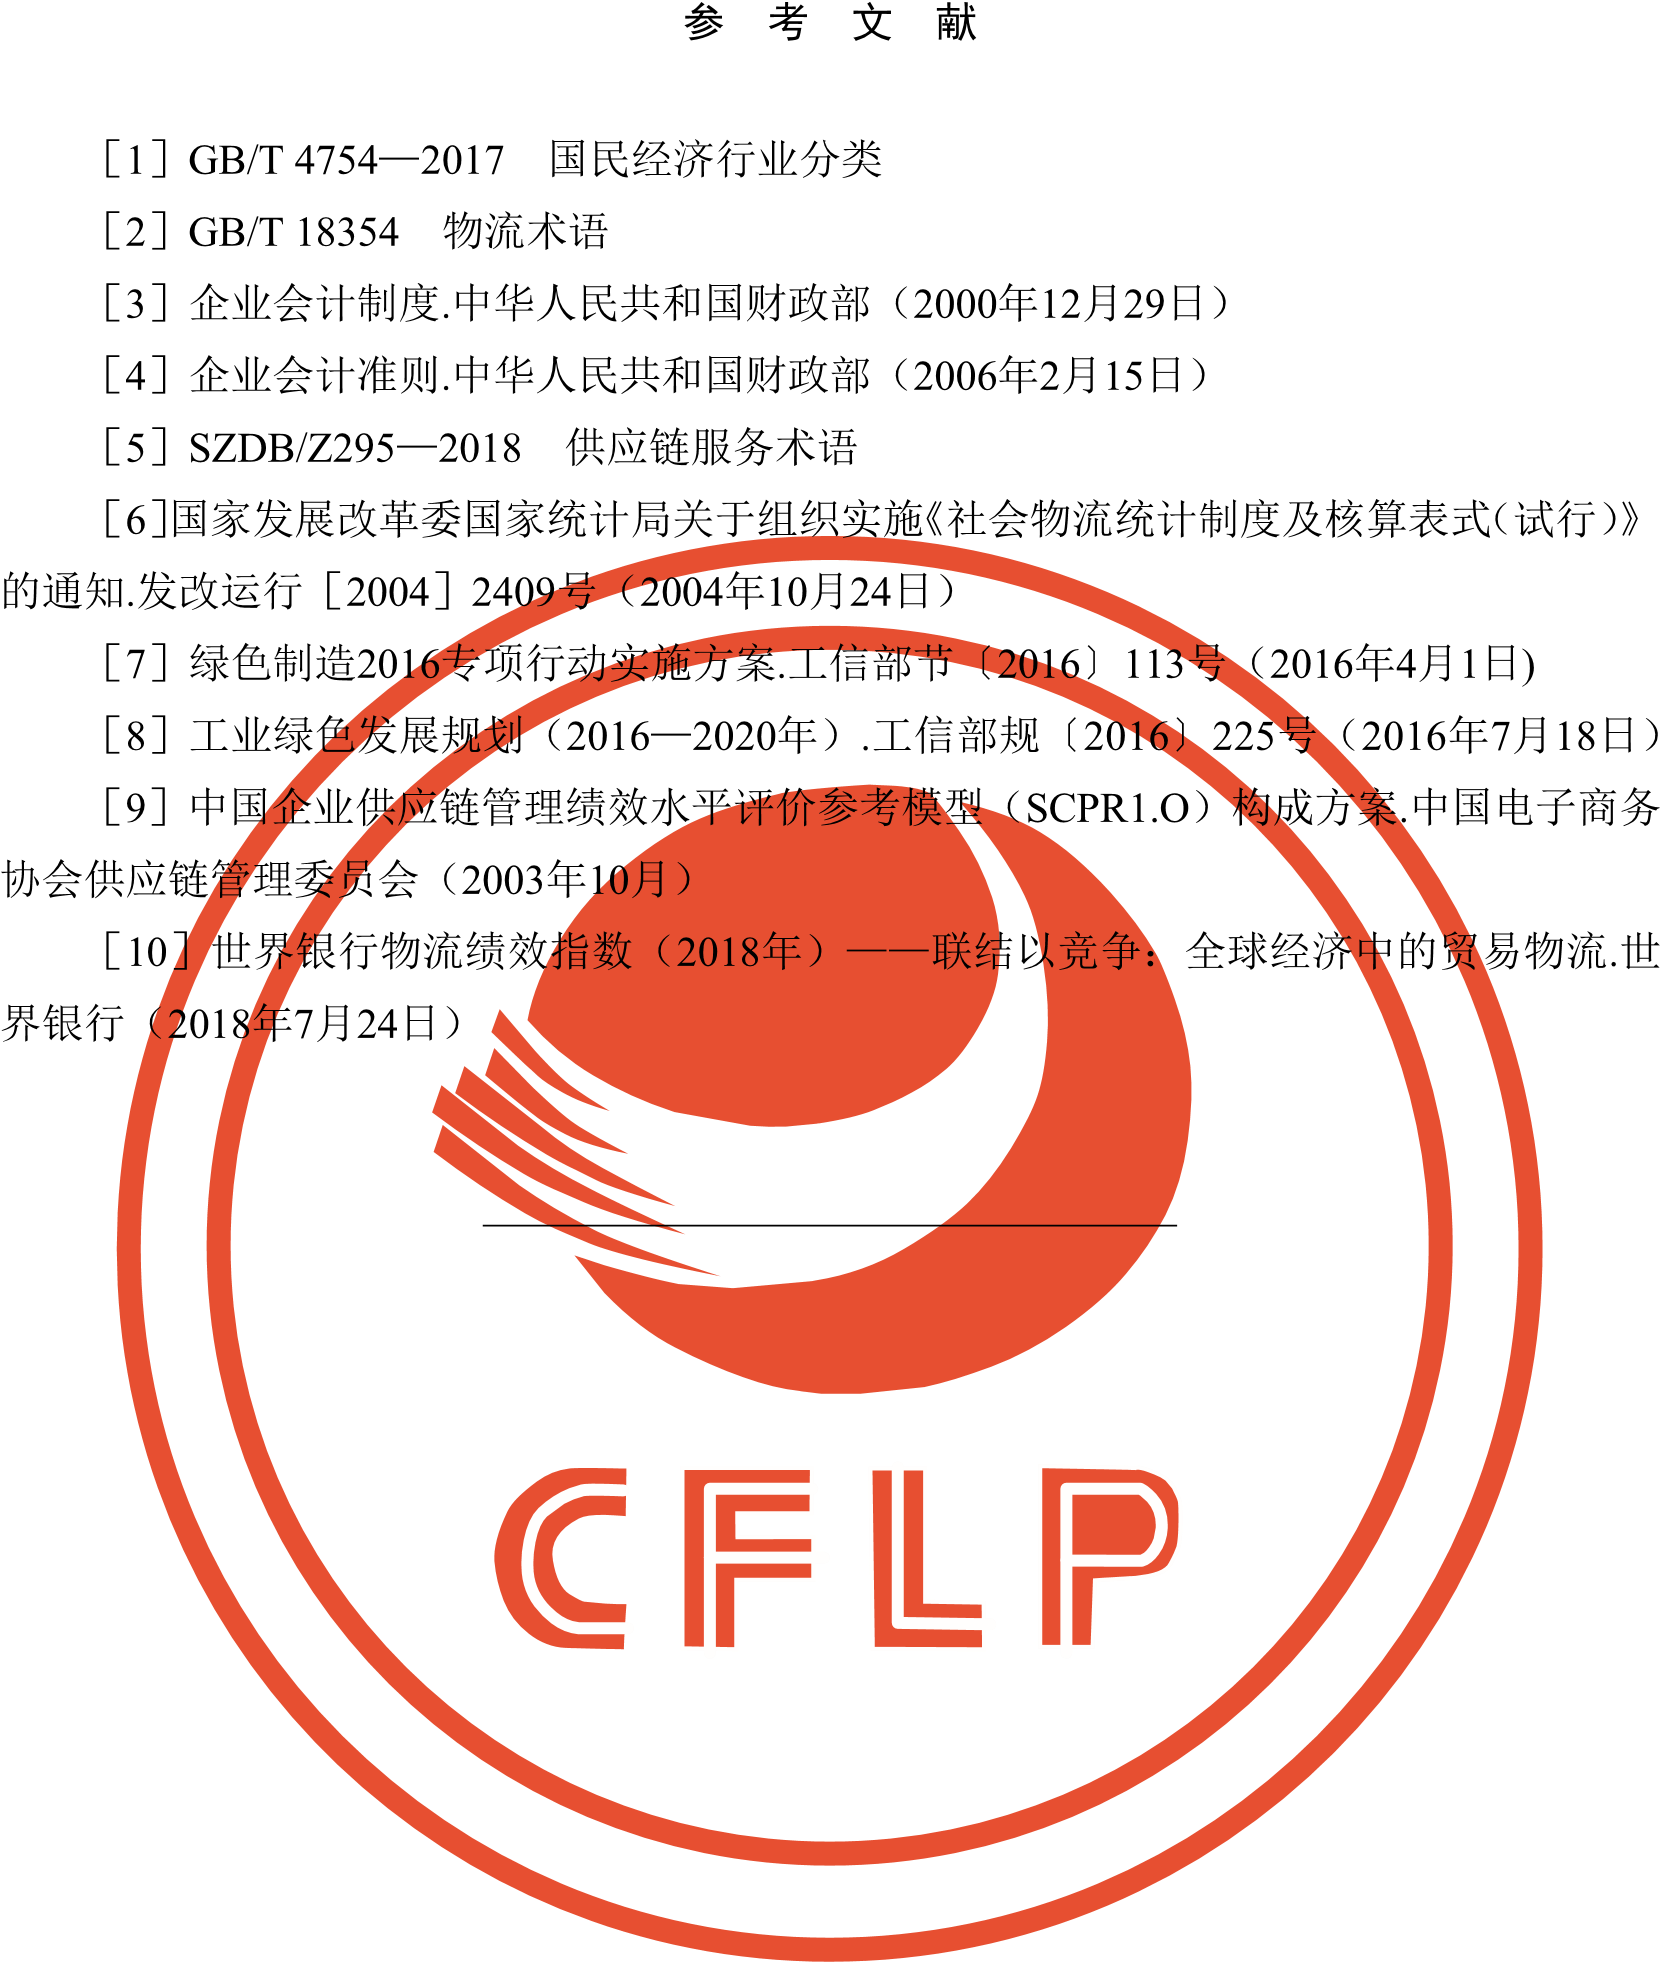 参 考 文 献
［1］GB/T 4754—2017　国民经济行业分类
［2］GB/T 18354　物流术语
［3］企业会计制度.中华人民共和国财政部（2000年12月29日）
［4］企业会计准则.中华人民共和国财政部（2006年2月15日）
［5］SZDB/Z295—2018　供应链服务术语
［6］国家发展改革委国家统计局关于组织实施《社会物流统计制度及核算表式（试行）》
的通知.发改运行［2004］2409号（2004年10月24日）
［7］绿色制造2016专项行动实施方案.工信部节〔2016〕113号（2016年4月1日)
［8］工业绿色发展规划（2016—2020年）.工信部规〔2016〕225号（2016年7月18日）
［9］中国企业供应链管理绩效水平评价参考模型（SCPR1.O）构成方案.中国电子商务
协会供应链管理委员会（2003年10月）
［10］世界银行物流绩效指数（2018年）——联结以竞争：全球经济中的贸易物流.世
界银行（2018年7月24日）
CFLP